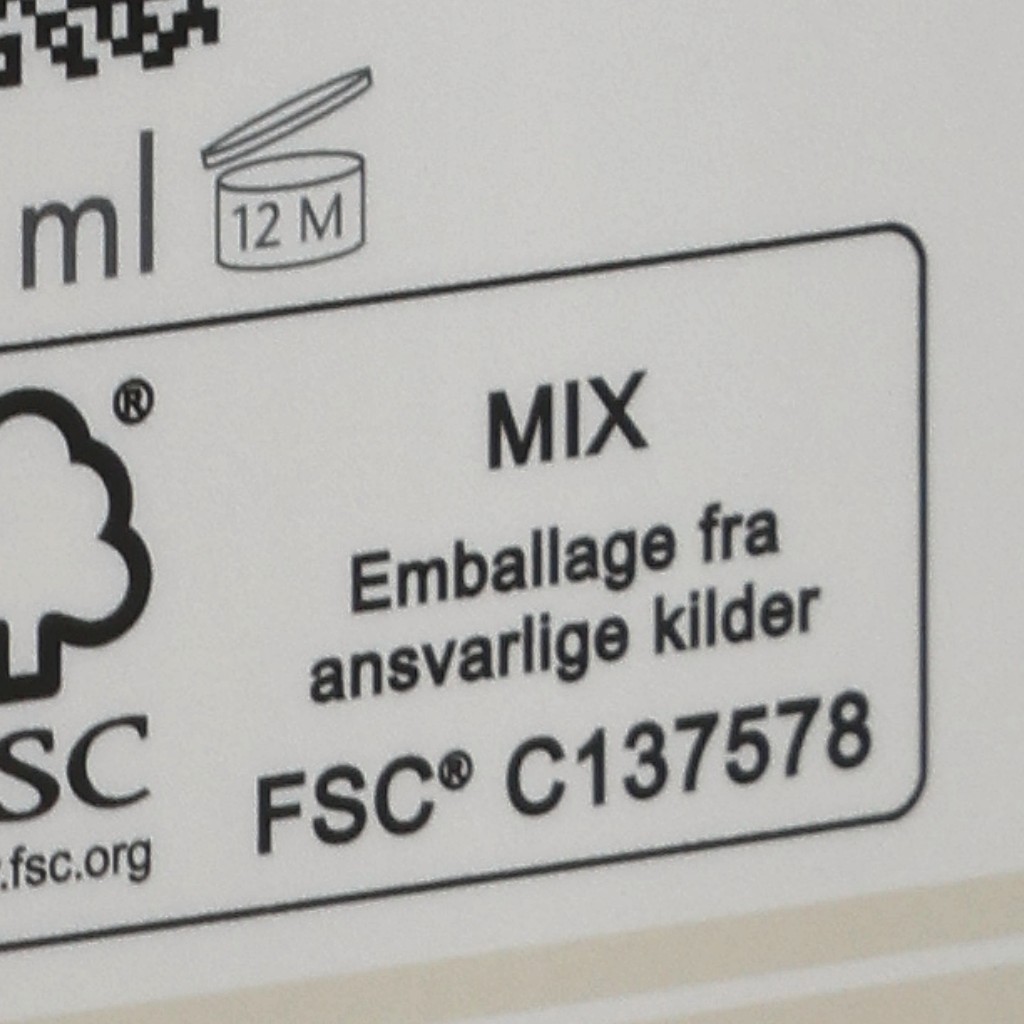 ml
12 M
®
MIX
Emballage fra
ansvarlige kilder
FSC® C137578
SC
.fsc.org